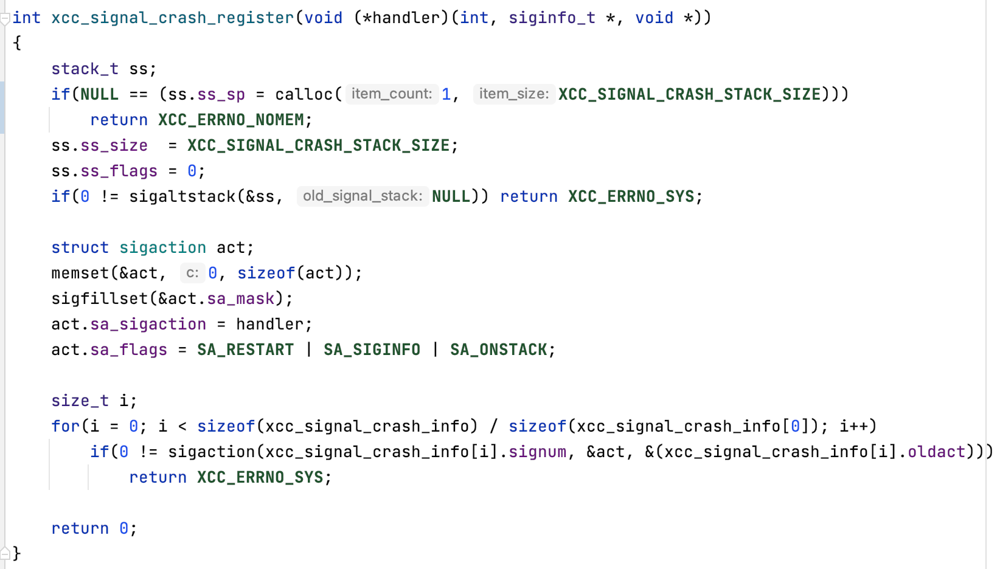 int xcc_signal_crash_register(void (*handler)(int, siginfo_t *, void *))
{
    stack_t ss;
    if(NULL == (ss.ss_sp = calloc( item_count: 1,  item_size: XCC_SIGNAL_CRASH_STACK_SIZE)))
        return XCC_ERRNO_NOMEM;
    ss.ss_size  = XCC_SIGNAL_CRASH_STACK_SIZE;
    ss.ss_flags = 0;
    if(0 != sigaltstack(&ss,  old_signal_stack: NULL)) return XCC_ERRNO_SYS;

    struct sigaction act;
    memset(&act,  c: 0, sizeof(act));
    sigfillset(&act.sa_mask);
    act.sa_sigaction = handler;
    act.sa_flags = SA_RESTART | SA_SIGINFO | SA_ONSTACK;

    size_t i;
    for(i = 0; i < sizeof(xcc_signal_crash_info) / sizeof(xcc_signal_crash_info[0]); i++)
        if(0 != sigaction(xcc_signal_crash_info[i].signum, &act, &(xcc_signal_crash_info[i].oldact)))
            return XCC_ERRNO_SYS;

    return 0;
}